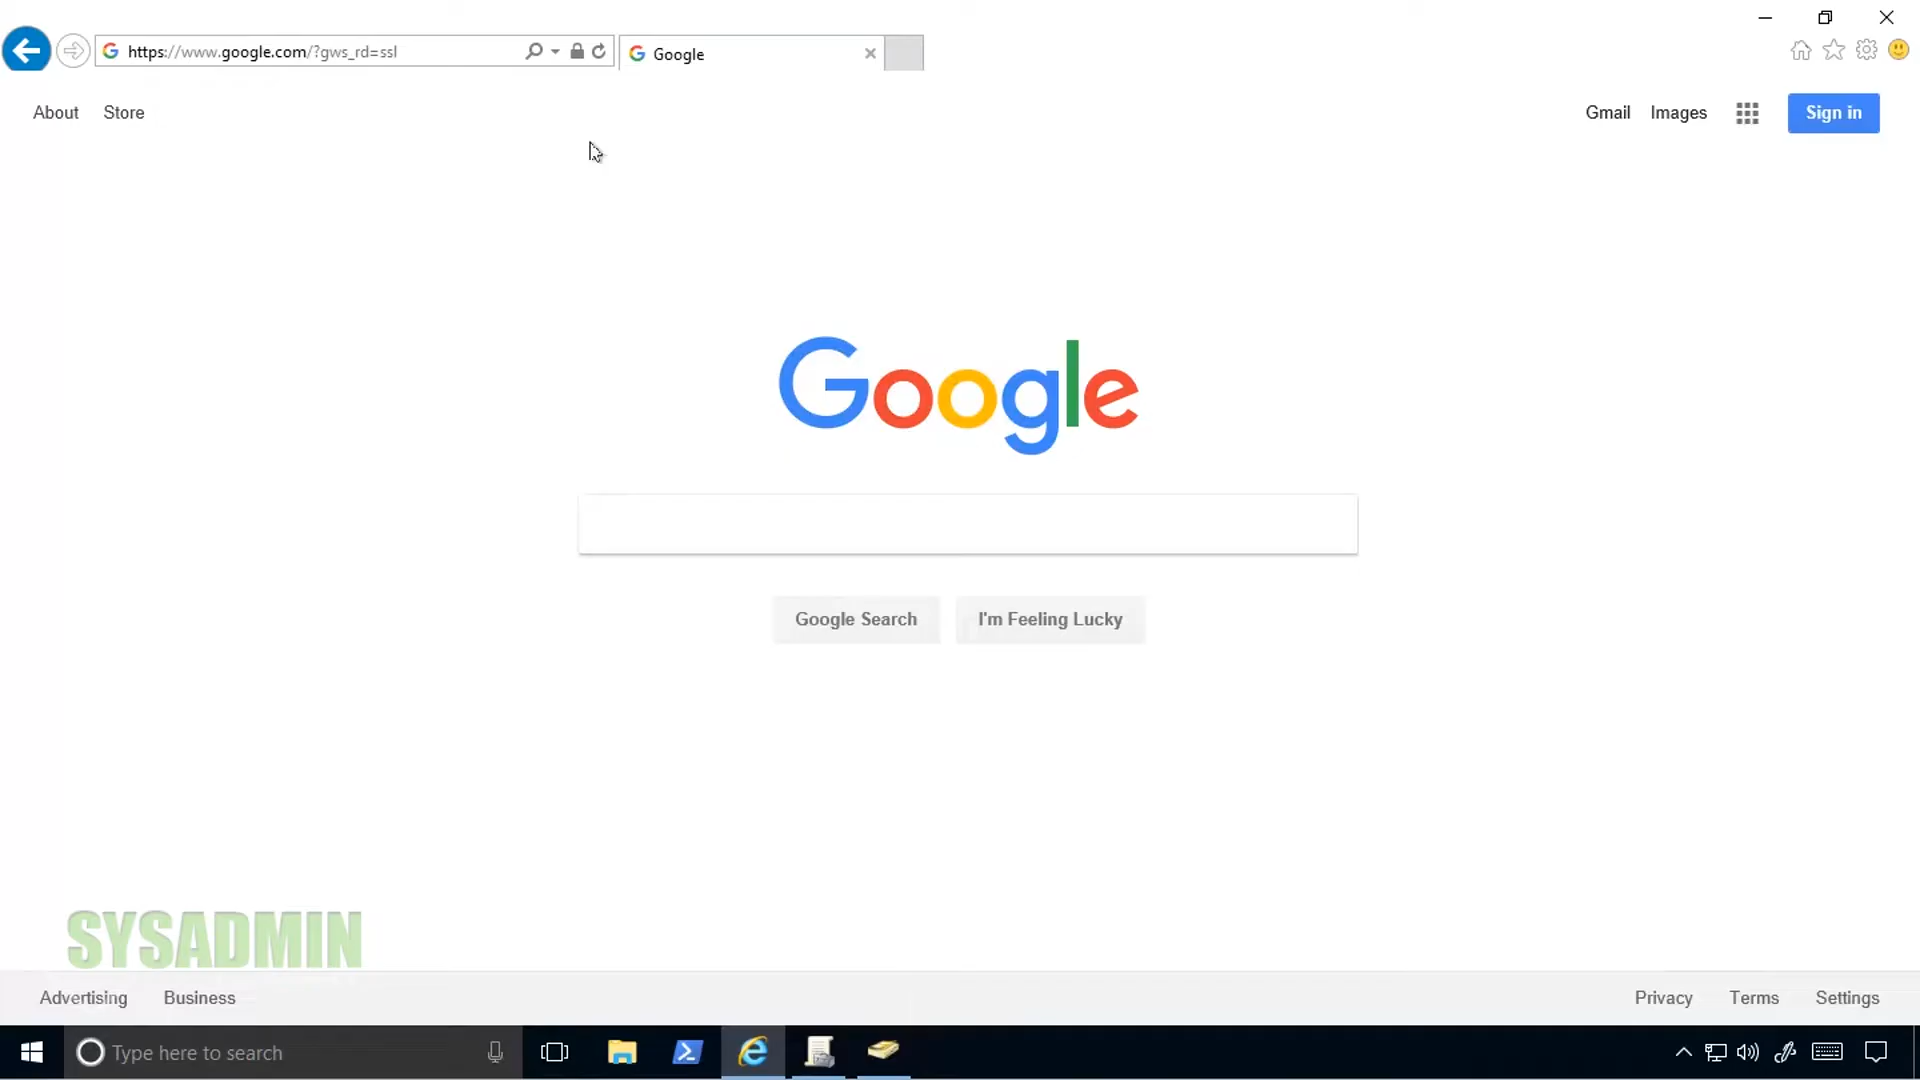 https://www.google.com/?gws_rd=ssl
Google
About Store
Gmail Images Sign in
Google
Google Search I'm Feeling Lucky
SYSADMIN
Advertising Business
Privacy Terms Settings
Type here to search